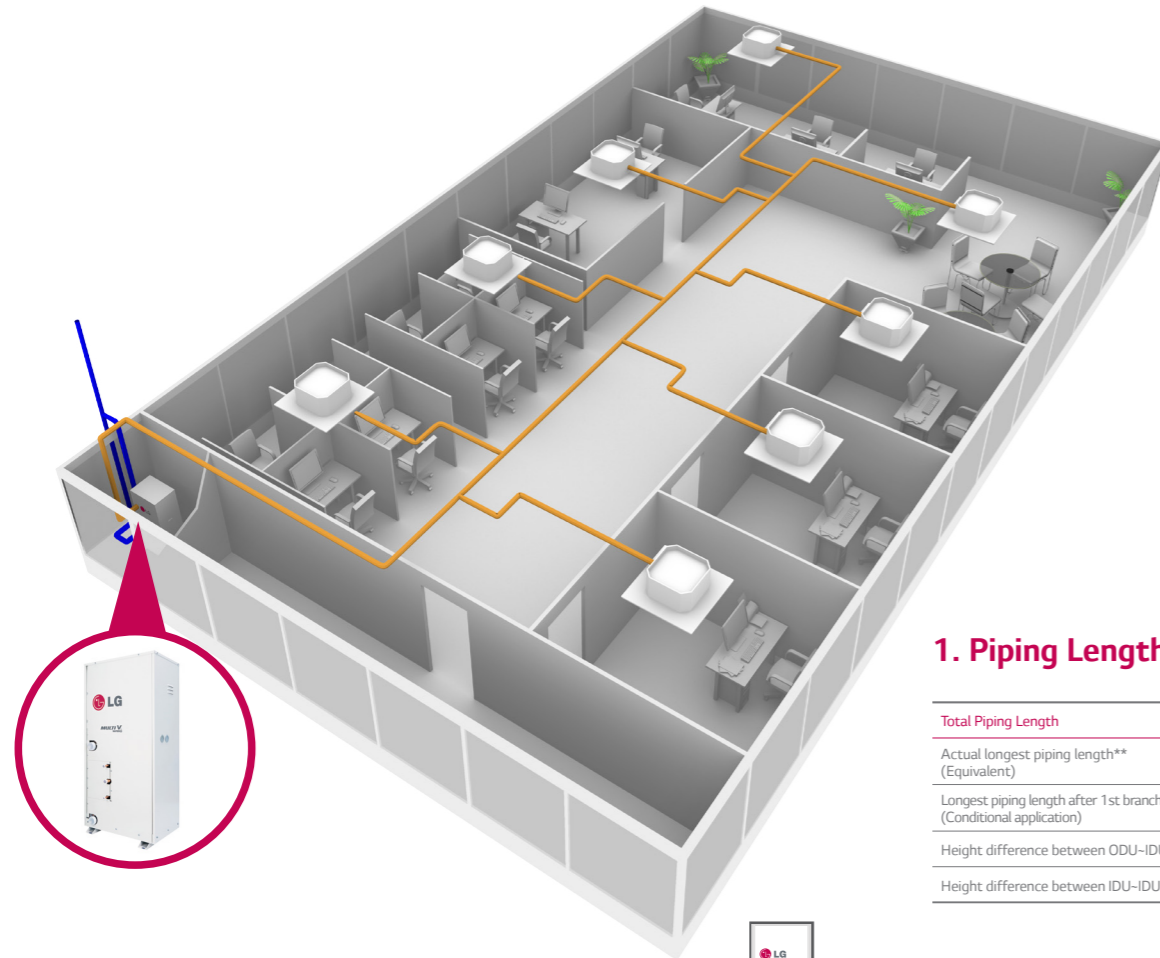 1. Piping Length
Total Piping Length
Actual longest piping length**
(Equivalent)
Longest piping length after 1st branch
(Conditional application)
Height difference between ODU~IDU
Height difference between IDU~IDU
LG
MULTI V
LG